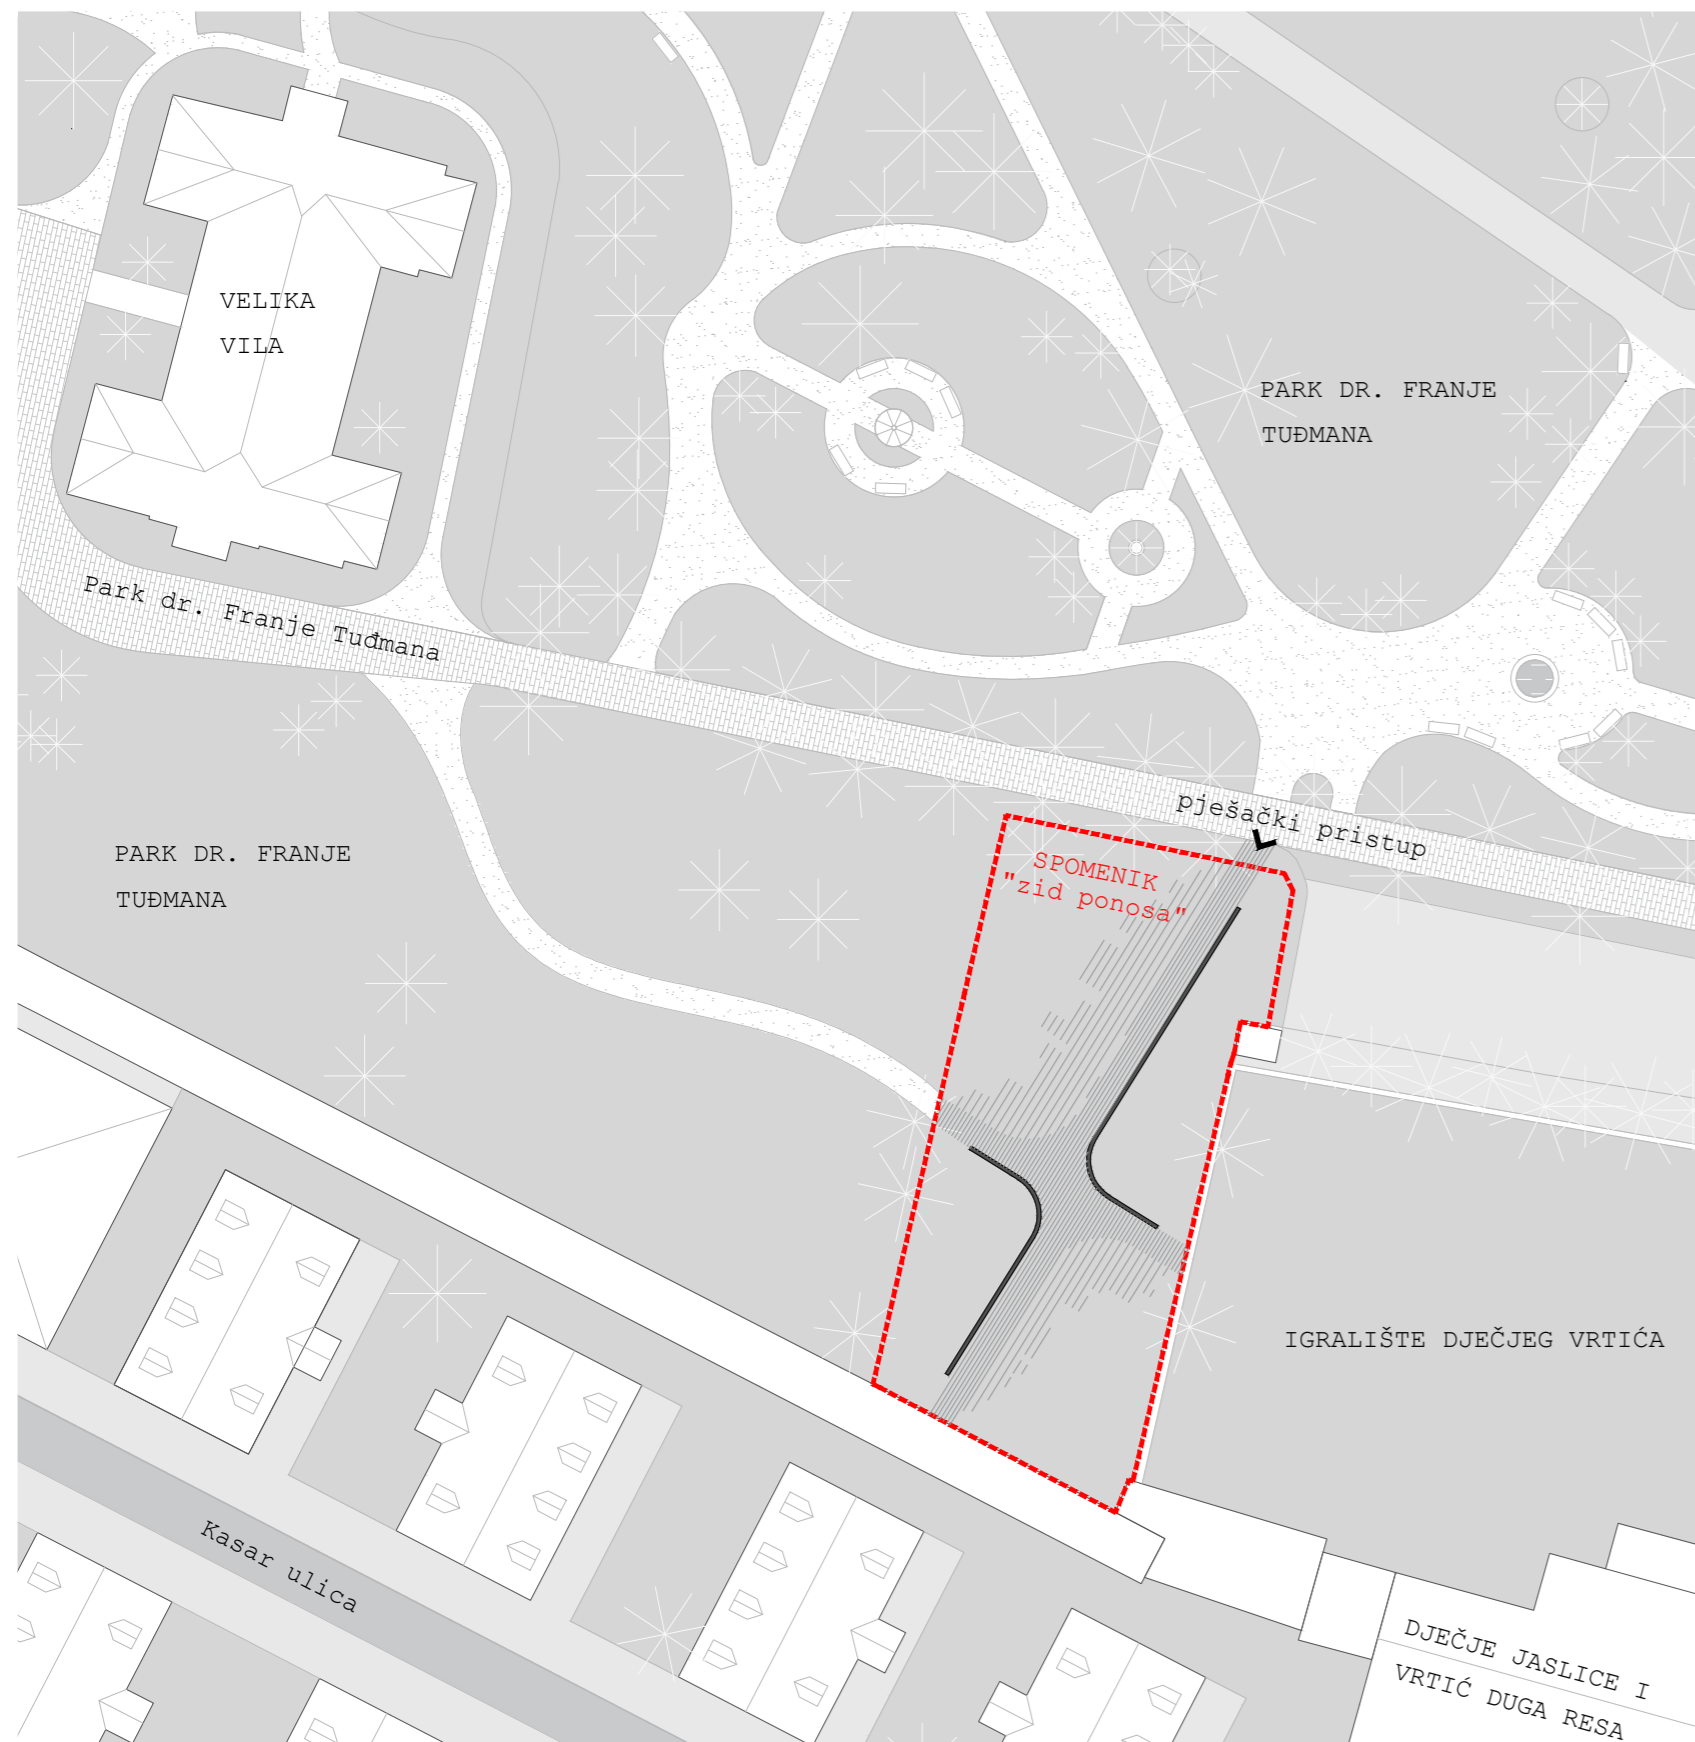 VELIKA
VILA
PARK DR. FRANJE
TUĐMANA
Park dr. Franje Tuđmana
pješački pristup
PARK DR. FRANJE
TUĐMANA
SPOMENIK
"zid ponosa"
IGRALIŠTE DJEČJEG VRTIĆA
Kasar ulica
DJEČJE JASLICE I
VRTIĆ DUGA RESA